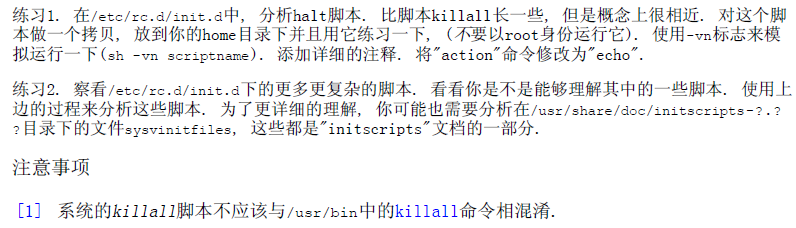 练习1. 在/etc/rc.d/init.d中, 分析halt脚本. 比脚本killall长一些, 但是概念上很相近. 对这个脚
本做一个拷贝, 放到你的home目录下并且用它练习一下, (不要以root身份运行它). 使用-vn标志来模
拟运行一下(sh -vn scriptname). 添加详细的注释. 将"action"命令修改为"echo".
练习2. 察看/etc/rc.d/init.d下的更多更复杂的脚本. 看看你是不是能够理解其中的一些脚本. 使用上
边的过程来分析这些脚本. 为了更详细的理解, 你可能也需要分析在/usr/share/doc/initscripts-?.?
?目录下的文件sysvinitfiles, 这些都是"initscripts"文档的一部分.
注意事项
[1] 系统的killall脚本不应该与/usr/bin中的killall命令相混淆.